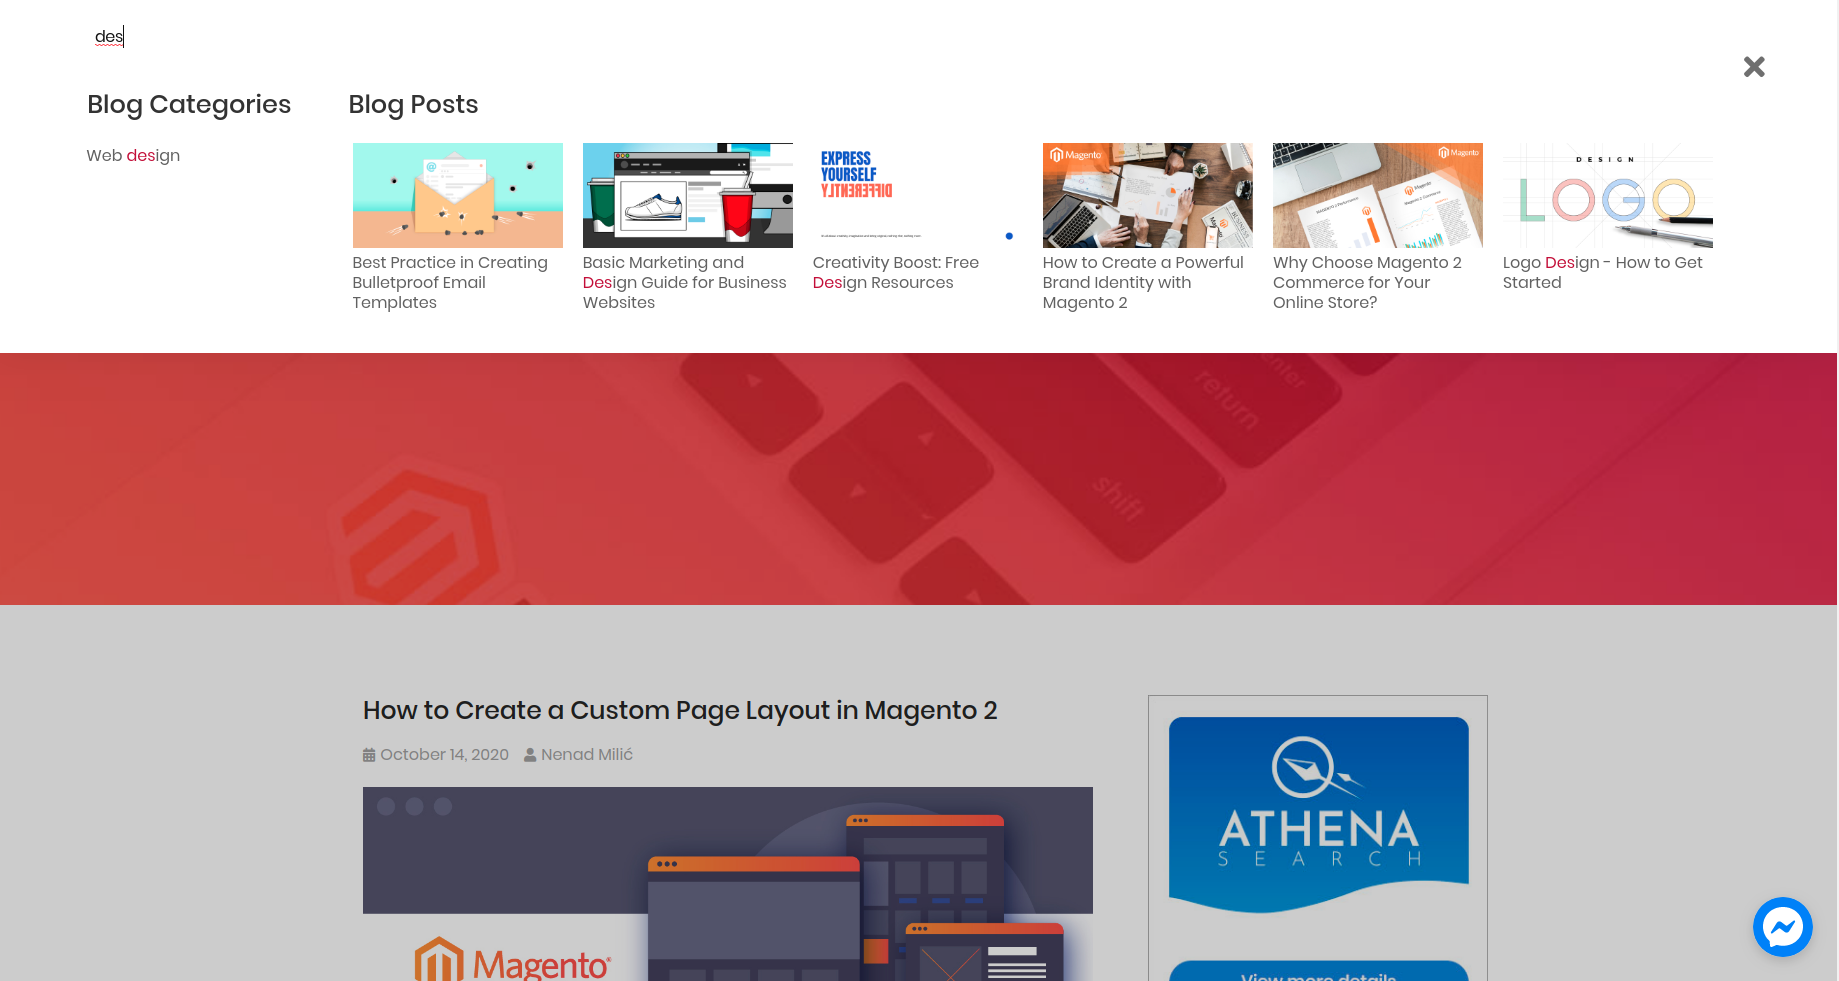 des
Blog Categories
Blog Posts
Web design
EXPRESS
YOURSELF
DIFFERENTLY
Magento
Magento
DESIGN
LOGO
Best Practice in Creating
Bulletproof Email
Templates
Basic Marketing and
Design Guide for Business
Websites
Creativity Boost: Free
Design Resources
How to Create a Powerful
Brand Identity with
Magento 2
Why Choose Magento 2
Commerce for Your
Online Store?
Logo Design - How to Get
Started
enter
return
shift
How to Create a Custom Page Layout in Magento 2
October 14, 2020 Nenad Milić
ATHENA
SEARCH
Magento
View more details